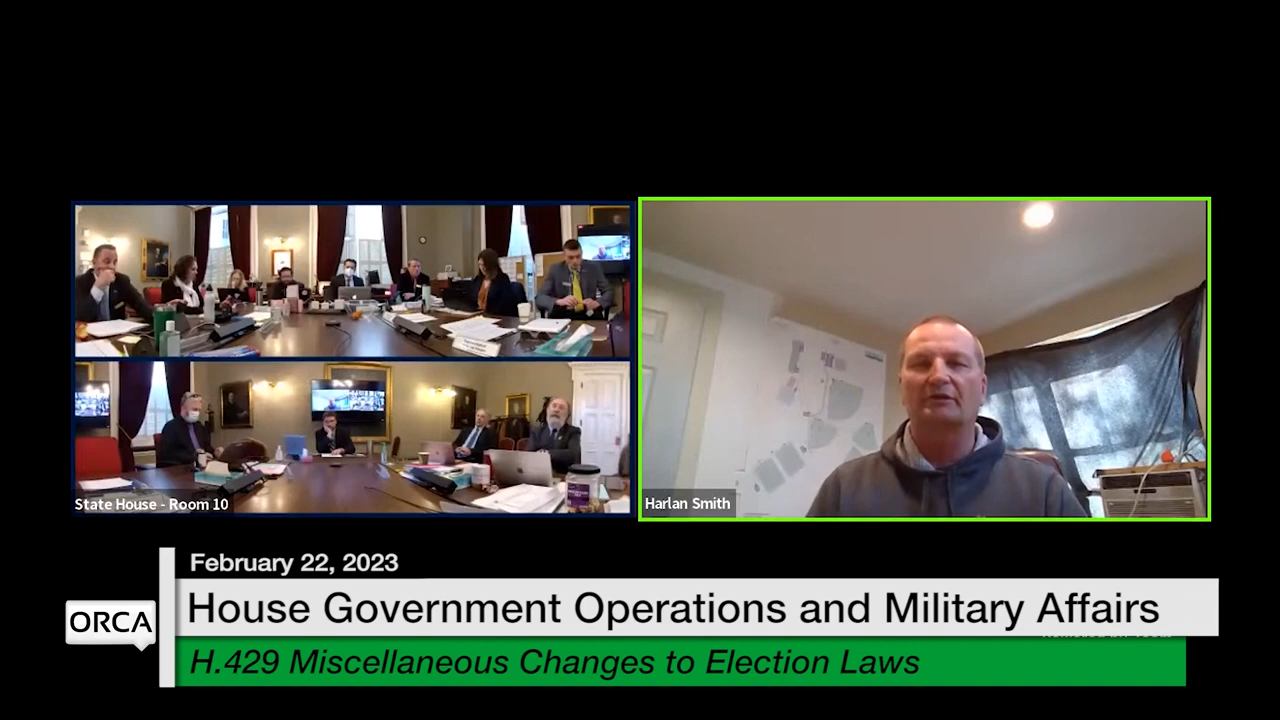 State House - Room 10
Harlan Smith
February 22, 2023
ORCA
House Government Operations and Military Affairs
H.429 Miscellaneous Changes to Election Laws